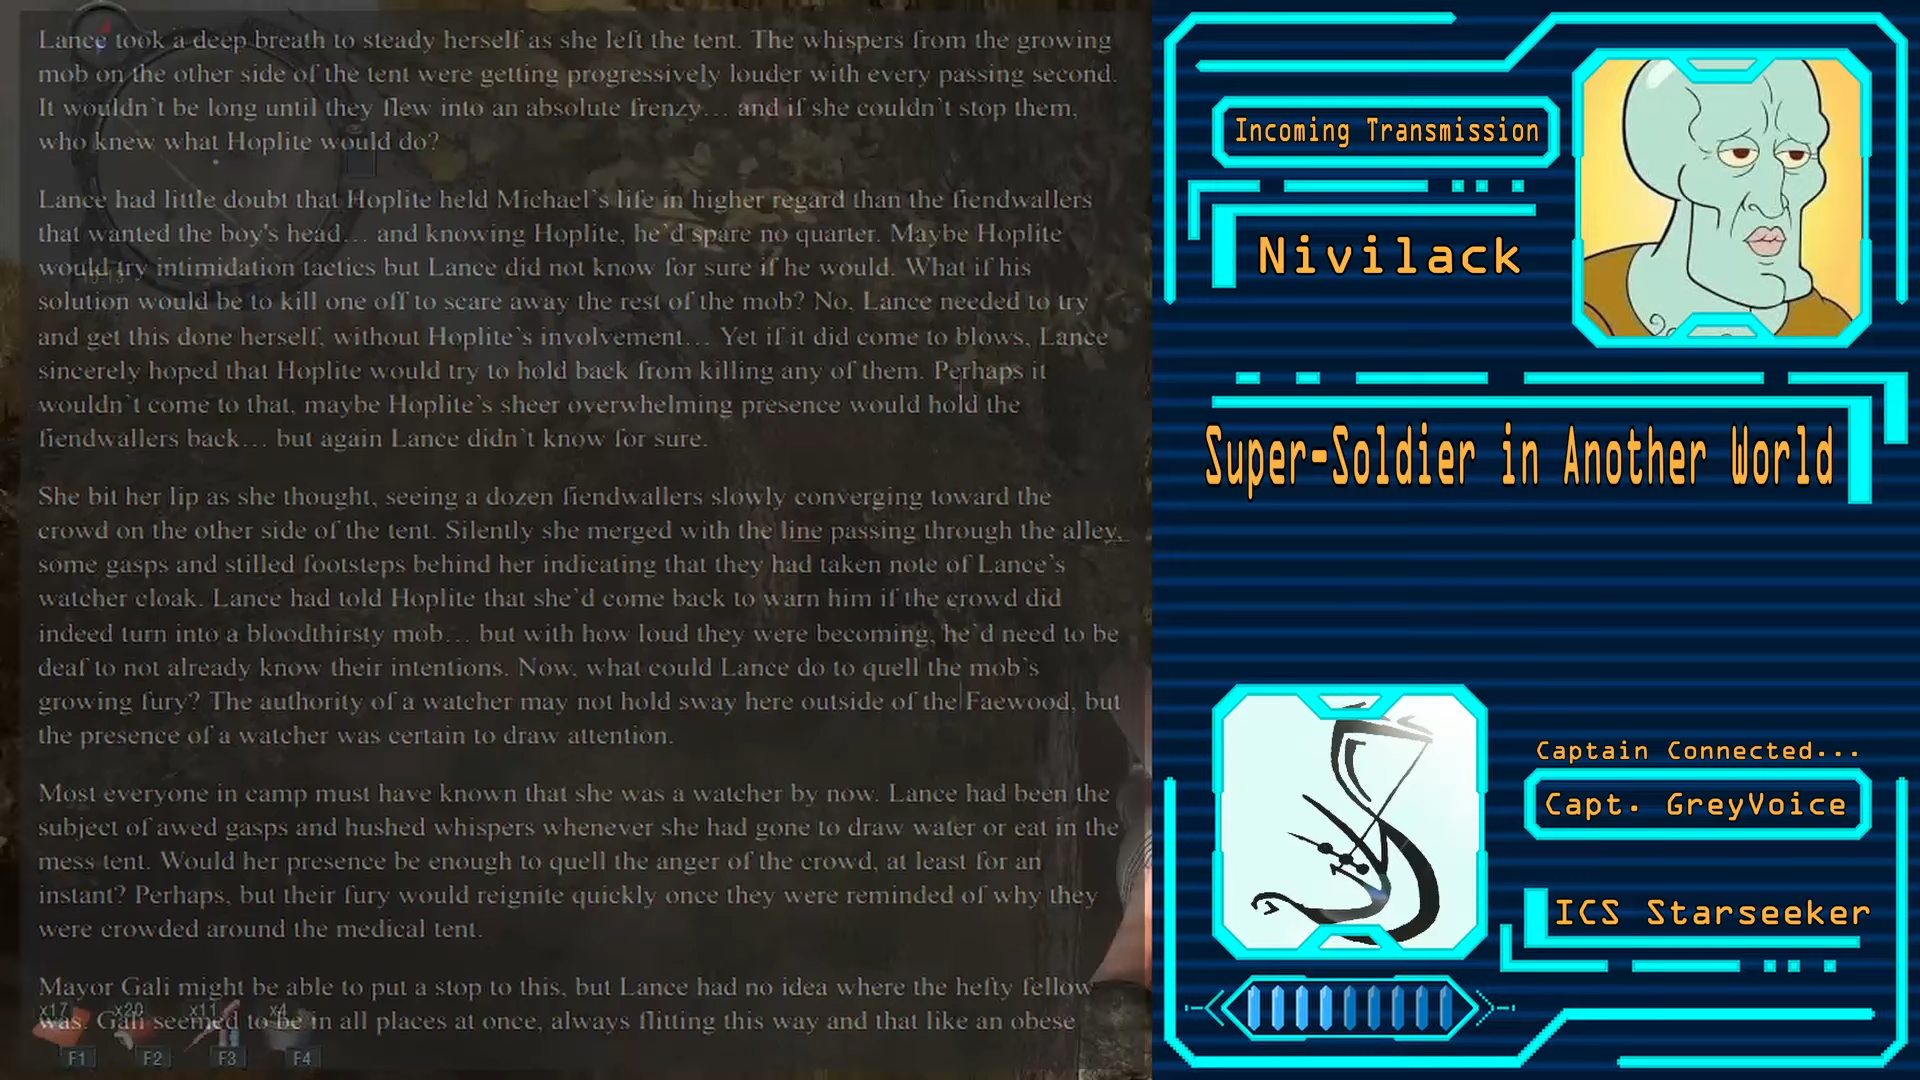 Lance took a deep breath to steady herself as she left the tent. The whispers from the growing
mob on the other side of the tent were getting progressively louder with every passing second.
It wouldn't be long until they flew into an absolute frenzy… and if she couldn't stop them,
who knew what Hoplite would do?
Lance had little doubt that Hoplite held Michael's life in higher regard than the fiendwallers
that wanted the boy's head… and knowing Hoplite, he'd spare no quarter. Maybe Hoplite
would try intimidation tactics but Lance did not know for sure if he would. What if his
solution would be to kill one off to scare away the rest of the mob? No, Lance needed to try
and get this done herself, without Hoplite's involvement… Yet if it did come to blows, Lance
sincerely hoped that Hoplite would try to hold back from killing any of them. Perhaps it
wouldn't come to that, maybe Hoplite's sheer overwhelming presence would hold the
fiendwallers back… but again Lance didn't know for sure.
She bit her lip as she thought, seeing a dozen fiendwallers slowly converging toward the
crowd on the other side of the tent. Silently she merged with the line passing through the alley,
some gasps and stilled footsteps behind her indicating that they had taken note of Lance's
watcher cloak. Lance had told Hoplite that she'd come back to warn him if the crowd did
indeed turn into a bloodthirsty mob… but with how loud they were becoming, he'd need to be
deaf to not already know their intentions. Now, what could Lance do to quell the mob's
growing fury? The authority of a watcher may not hold sway here outside of the Faewood, but
the presence of a watcher was certain to draw attention.
Most everyone in camp must have known that she was a watcher by now. Lance had been the
subject of awed gasps and hushed whispers whenever she had gone to draw water or eat in the
mess tent. Would her presence be enough to quell the anger of the crowd, at least for an
instant? Perhaps, but their fury would reignite quickly once they were reminded of why they
were crowded around the medical tent.
Mayor Gali might be able to put a stop to this, but Lance had no idea where the hefty fellow
was. Gali seemed to be in all places at once, always flitting this way and that like an obese
x17 x20 x11 x4
F1 F2 F3 F4
Incoming Transmission
Nivilack
Super-Soldier in Another World
Captain Connected...
Capt. GreyVoice
ICS Starseeker